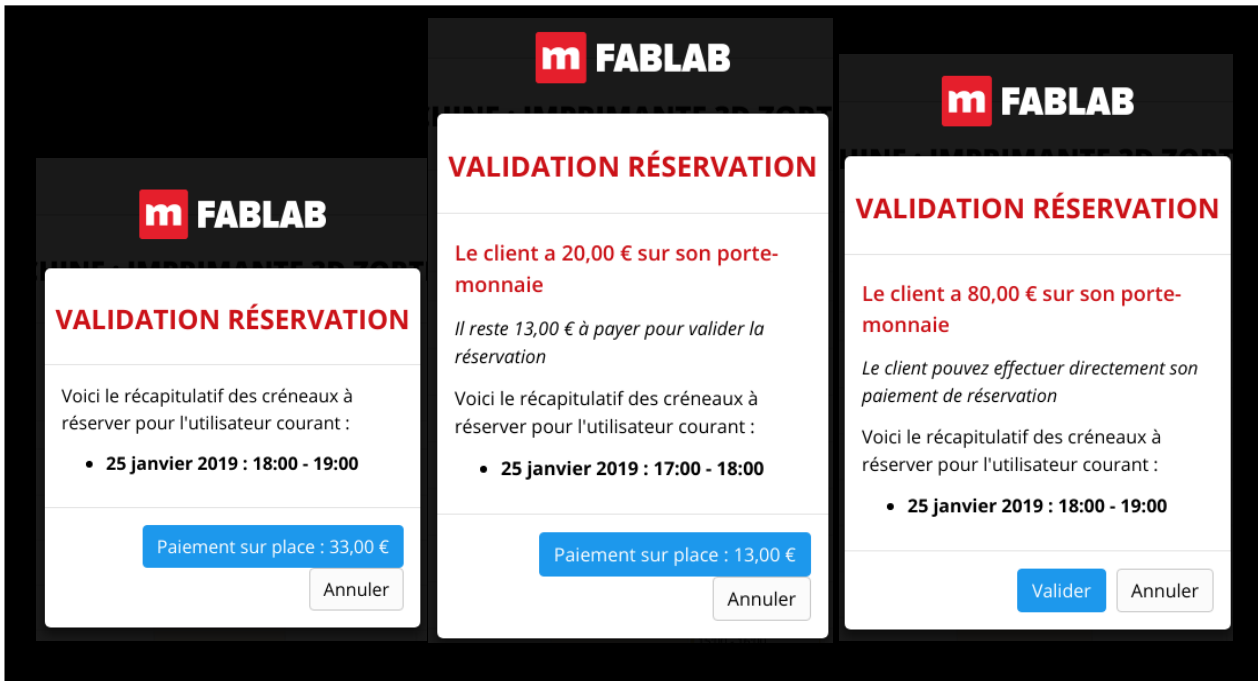 m FABLAB
VALIDATION RÉSERVATION
Voici le récapitulatif des créneaux à
réserver pour l'utilisateur courant :
• 25 janvier 2019 : 18:00 - 19:00
Paiement sur place : 33,00 €
Annuler
m FABLAB
VALIDATION RÉSERVATION
Le client a 20,00 € sur son porte-
monnaie
Il reste 13,00 € à payer pour valider la
réservation
Voici le récapitulatif des créneaux à
réserver pour l'utilisateur courant :
• 25 janvier 2019 : 17:00 - 18:00
Paiement sur place : 13,00 €
Annuler
m FABLAB
VALIDATION RÉSERVATION
Le client a 80,00 € sur son porte-
monnaie
Le client pouvez effectuer directement son
paiement de réservation
Voici le récapitulatif des créneaux à
réserver pour l'utilisateur courant :
• 25 janvier 2019 : 18:00 - 19:00
Valider
Annuler